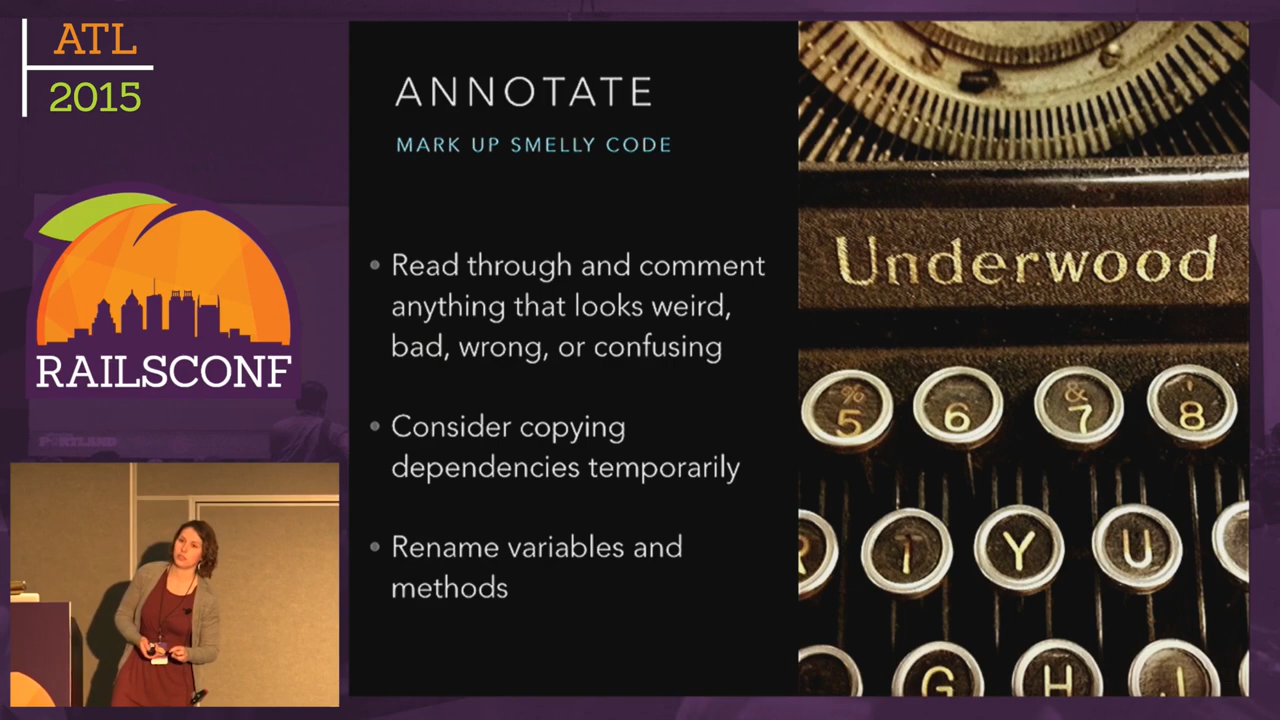 ATL
2015
RAILSCONF
PORTLAND
ANNOTATE
MARK UP SMELLY CODE
• Read through and comment
anything that looks weird,
bad, wrong, or confusing
• Consider copying
dependencies temporarily
• Rename variables and
methods
Underwood
% & '
5 6 7 8
R T Y U
G H J